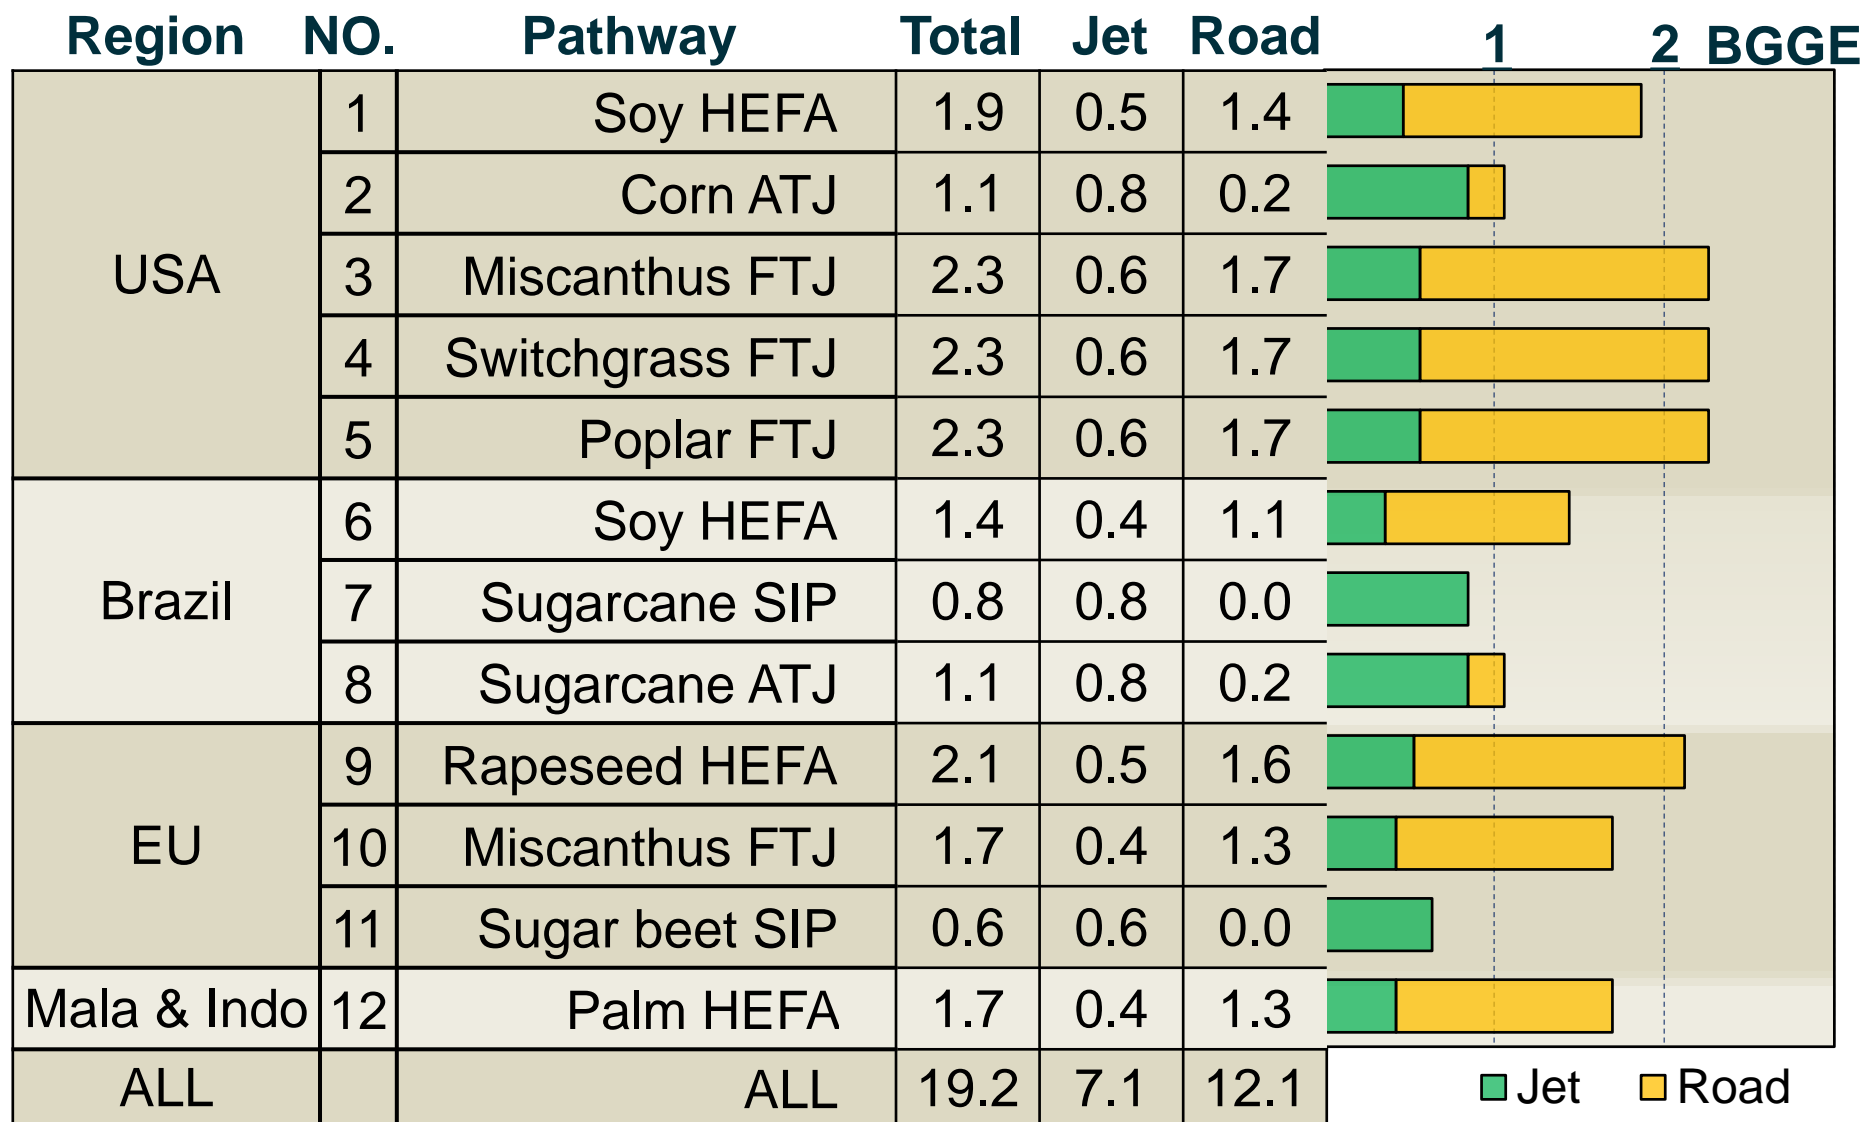 Region NO. Pathway Total Jet Road 1 2 BGGE
USA
1 Soy HEFA 1.9 0.5 1.4
2 Corn ATJ 1.1 0.8 0.2
3 Miscanthus FTJ 2.3 0.6 1.7
4 Switchgrass FTJ 2.3 0.6 1.7
5 Poplar FTJ 2.3 0.6 1.7
Brazil
6 Soy HEFA 1.4 0.4 1.1
7 Sugarcane SIP 0.8 0.8 0.0
8 Sugarcane ATJ 1.1 0.8 0.2
EU
9 Rapeseed HEFA 2.1 0.5 1.6
10 Miscanthus FTJ 1.7 0.4 1.3
11 Sugar beet SIP 0.6 0.6 0.0
Mala & Indo 12 Palm HEFA 1.7 0.4 1.3
ALL ALL 19.2 7.1 12.1
Jet Road